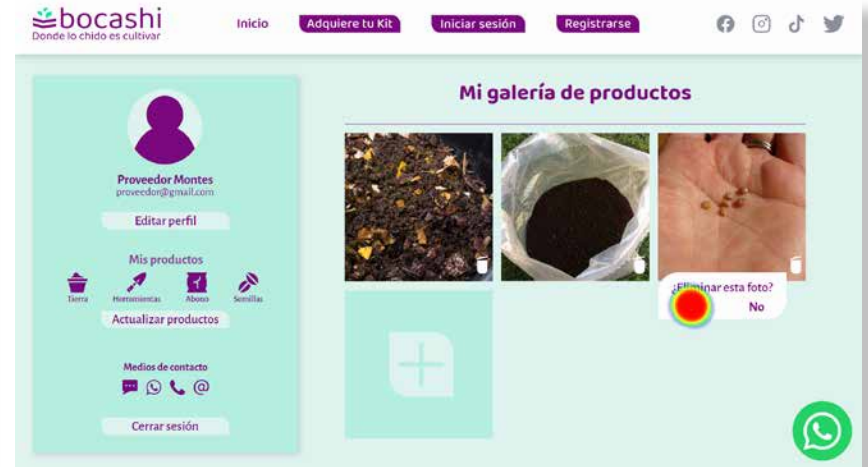 bocashi
Donde lo chido es cultivar
Inicio
Adquiere tu Kit
Iniciar sesión
Registrarse
Proveedor Montes
proveedor@gmail.com
Editar perfil
Mis productos
Tierra
Herramientas
Abono
Semillas
Actualizar productos
Medios de contacto
Cerrar sesión
Mi galería de productos
esta foto?
No